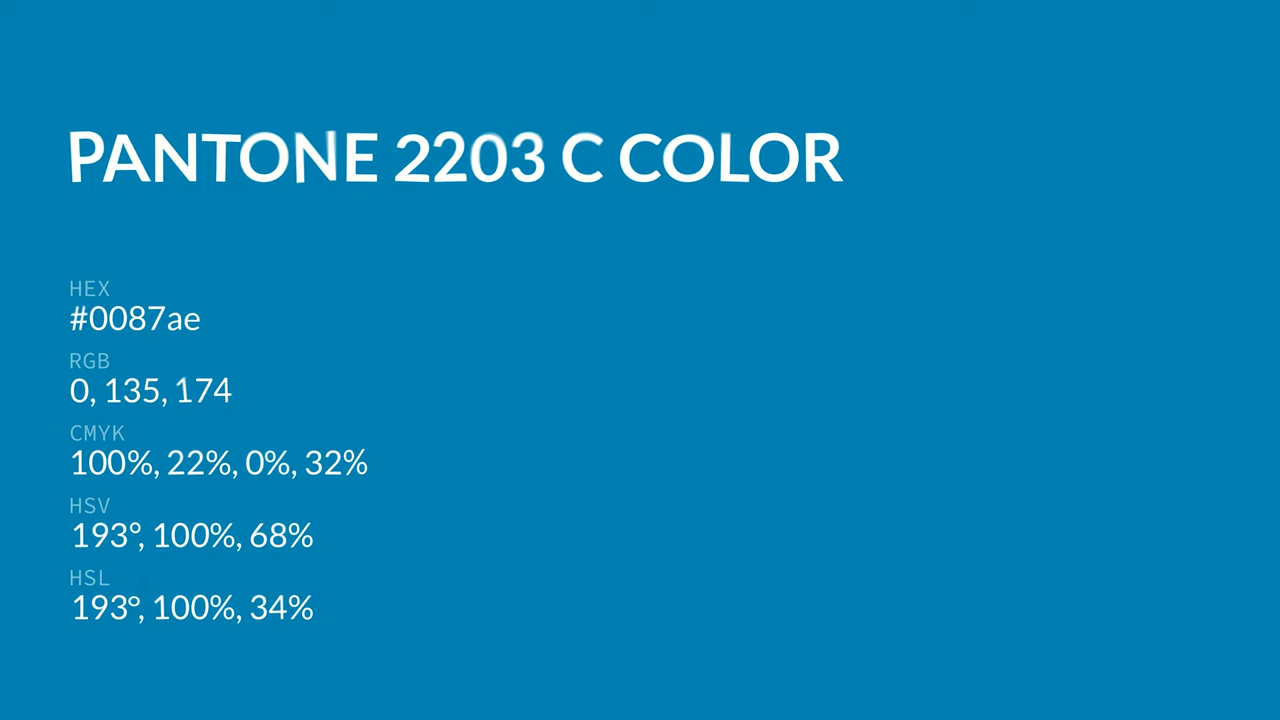 PANTONE 2203 C COLOR
HEX
#0087ae
RGB
0, 135, 174
CMYK
100%, 22%, 0%, 32%
HSV
193°, 100%, 68%
HSL
193°, 100%, 34%